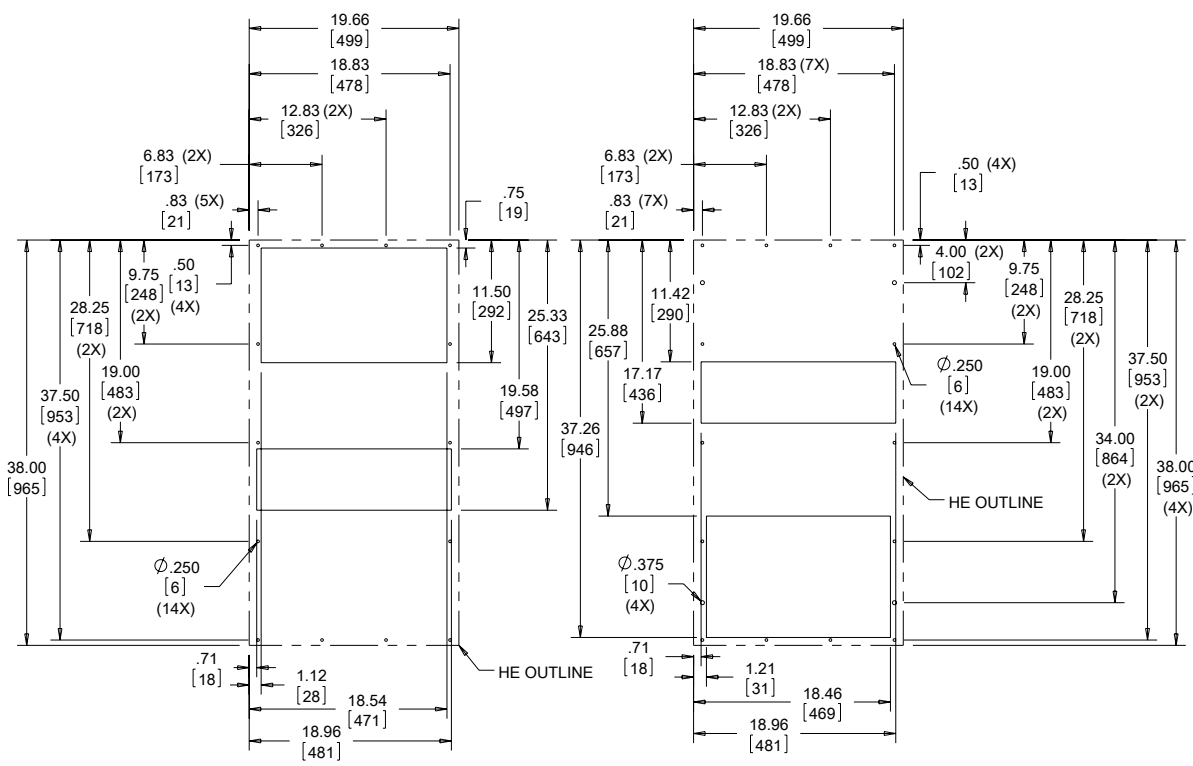 19.66
[499]
18.83
[478]
12.83 (2X)
[326]
6.83 (2X)
[173]
.83 (5X)
[21]
.75
[19]
.50
[13]
(4X)
9.75
[248]
(2X)
28.25
[718]
(2X)
19.00
[483]
(2X)
37.50
[953]
(4X)
38.00
[965]
11.50
[292]
25.33
[643]
19.58
[497]
Ø.250
[6]
(14X)
HE OUTLINE
.71
[18]
1.12
[28]
18.54
[471]
18.96
[481]
19.66
[499]
18.83 (7X)
[478]
12.83 (2X)
[326]
6.83 (2X)
[173]
.83 (7X)
[21]
.50 (4X)
[13]
4.00 (2X)
[102]
9.75
[248]
(2X)
11.42
[290]
28.25
[718]
(2X)
25.88
[657]
17.17
[436]
Ø.250
[6]
(14X)
19.00
[483]
(2X)
37.50
[953]
(2X)
37.26
[946]
34.00
[864]
(2X)
38.00
[965]
(4X)
HE OUTLINE
Ø.375
[10]
(4X)
.71
[18]
1.21
[31]
18.46
[469]
18.96
[481]